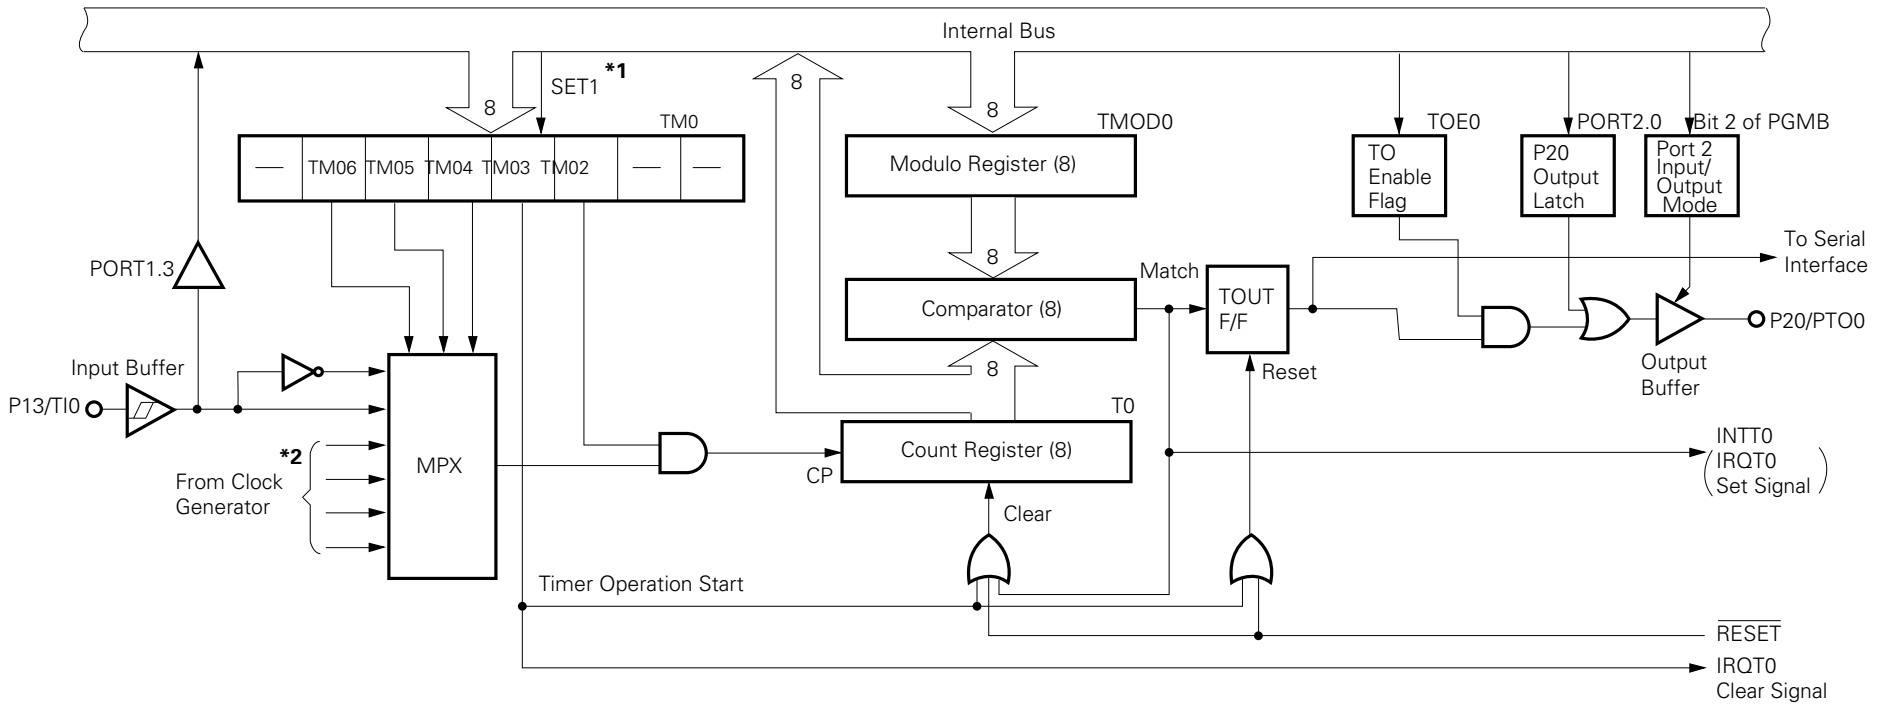 Internal Bus
8
SET1 *1
8
8
TM0
TMOD0
TOE0
PORT2.0
Bit 2 of PGMB
— TM06 TM05 TM04 TM03 TM02 — —
Modulo Register (8)
TO
Enable
Flag
P20
Output
Latch
Port 2
Input/
Output
Mode
8
To Serial
Interface
PORT1.3
Match
Comparator (8)
TOUT
F/F
P20/PTO0
Output
Buffer
8
Reset
Input Buffer
P13/TI0
T0
Count Register (8)
CP
Clear
*2
From Clock
Generator
MPX
INTT0
(IRQT0
Set Signal)
Timer Operation Start
RESET
IRQT0
Clear Signal